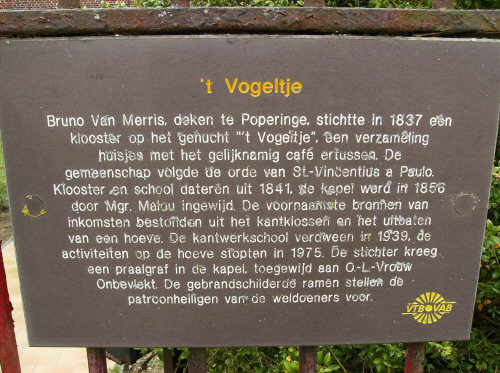 't Vogeltje
Bruno Van Merris, deken te Poperinge, stichtte in 1837 een
klooster op het gehucht "'t Vogeltje", een verzameling
huisjes met het gelijknamig café ertussen. De
gemeenschap volgde de orde van St.-Vincentius a Paulo.
Klooster en school dateren uit 1841, de kapel werd in 1856
door Mgr. Malou ingewijd. De voornaamste bronnen van
inkomsten bestonden uit het kantklossen en het uitbaten
van een hoeve. De kantwerkschool verdween in 1939, de
activiteiten op de hoeve stopten in 1975. De stichter kreeg
een praalgraf in de kapel, toegewijd aan O.-L.-Vrouw
Onbevlekt. De gebrandschilderde ramen stellen de
patroonheiligen van de weldoeners voor.
VTB VAB